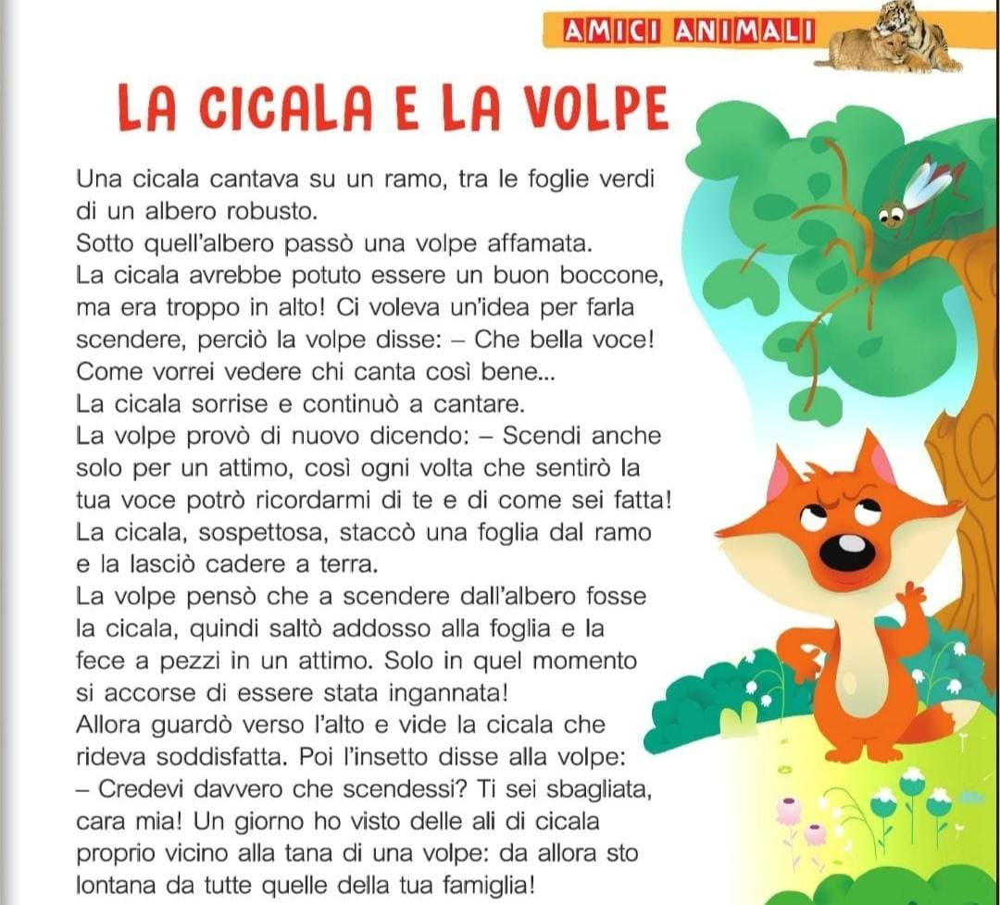 AMICI ANIMALI
LA CICALA E LA VOLPE
Una cicala cantava su un ramo, tra le foglie verdi
di un albero robusto.
Sotto quell'albero passò una volpe affamata.
La cicala avrebbe potuto essere un buon boccone,
ma era troppo in alto! Ci voleva un'idea per farla
scendere, perciò la volpe disse: – Che bella voce!
Come vorrei vedere chi canta così bene...
La cicala sorrise e continuò a cantare.
La volpe provò di nuovo dicendo: – Scendi anche
solo per un attimo, così ogni volta che sentirò la
tua voce potrò ricordarmi di te e di come sei fatta!
La cicala, sospettosa, staccò una foglia dal ramo
e la lasciò cadere a terra.
La volpe pensò che a scendere dall'albero fosse
la cicala, quindi saltò addosso alla foglia e la
fece a pezzi in un attimo. Solo in quel momento
si accorse di essere stata ingannata!
Allora guardò verso l'alto e vide la cicala che
rideva soddisfatta. Poi l'insetto disse alla volpe:
– Credevi davvero che scendessi? Ti sei sbagliata,
cara mia! Un giorno ho visto delle ali di cicala
proprio vicino alla tana di una volpe: da allora sto
lontana da tutte quelle della tua famiglia!